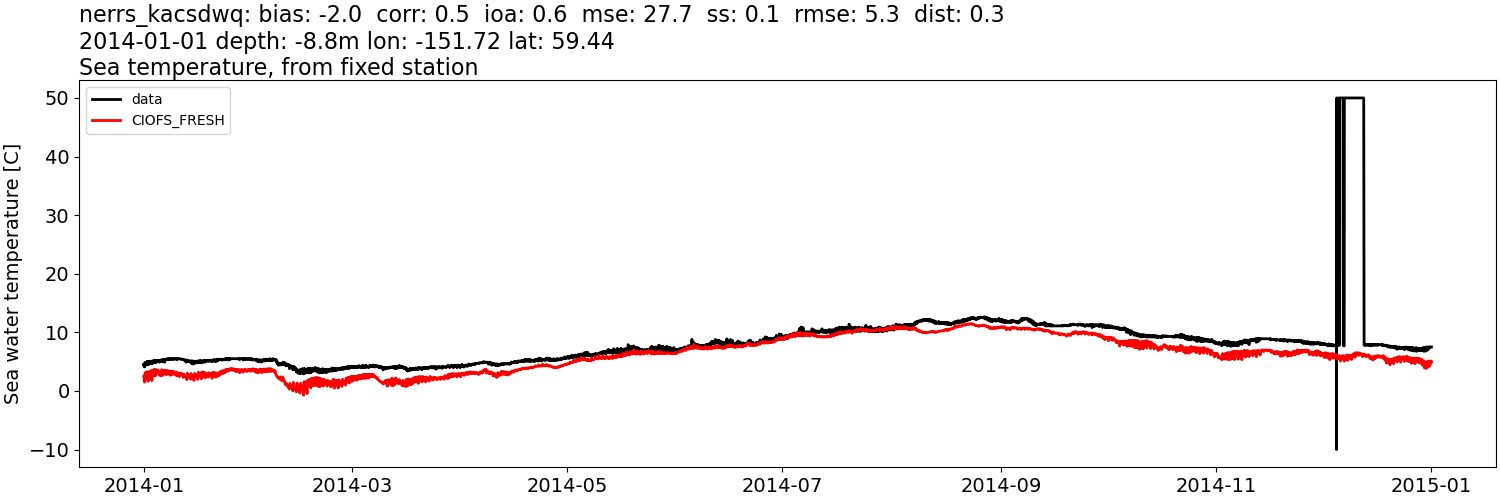 nerrs_kacsdwq: bias: -2.0 corr: 0.5 ioa: 0.6 mse: 27.7 ss: 0.1 rmse: 5.3 dist: 0.3
2014-01-01 depth: -8.8m lon: -151.72 lat: 59.44
Sea temperature, from fixed station
data
CIOFS_FRESH
Sea water temperature [C]
50
40
30
20
10
0
−10
2014-01
2014-03
2014-05
2014-07
2014-09
2014-11
2015-01